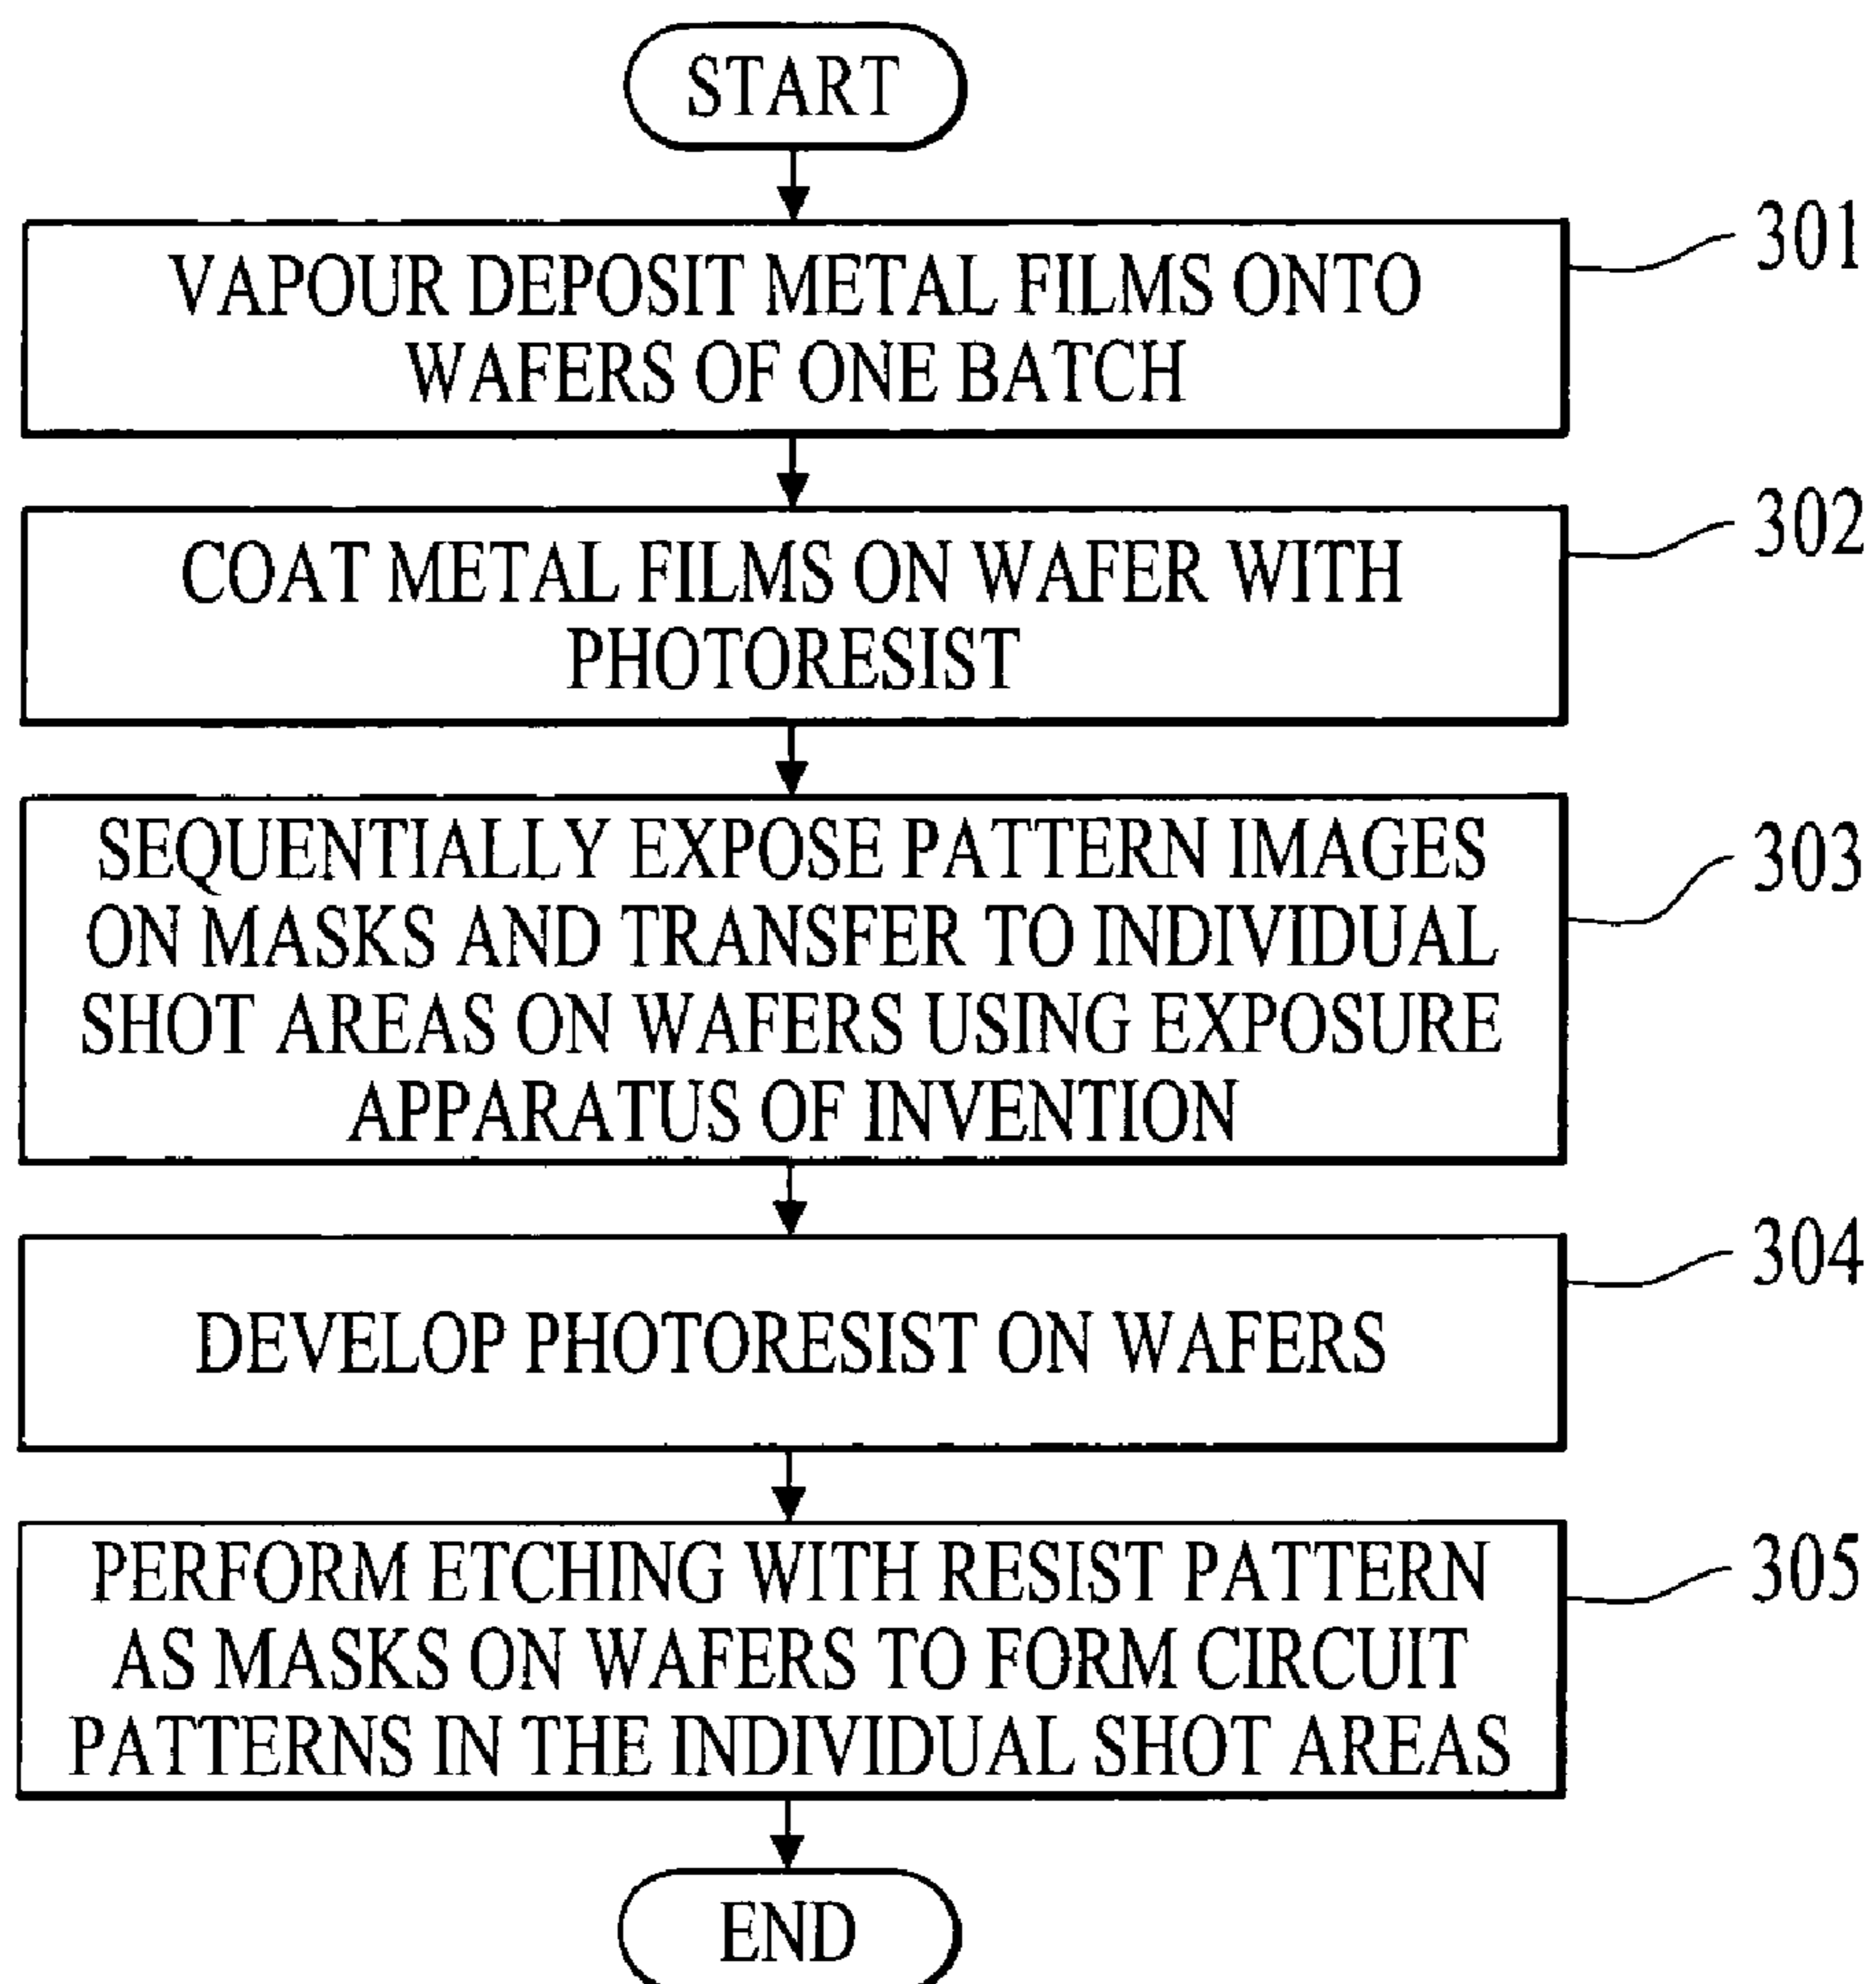 START
VAPOUR DEPOSIT METAL FILMS ONTO
WAFERS OF ONE BATCH
301
COAT METAL FILMS ON WAFER WITH
PHOTORESIST
302
SEQUENTIALLY EXPOSE PATTERN IMAGES
ON MASKS AND TRANSFER TO INDIVIDUAL
SHOT AREAS ON WAFERS USING EXPOSURE
APPARATUS OF INVENTION
303
DEVELOP PHOTORESIST ON WAFERS
304
PERFORM ETCHING WITH RESIST PATTERN
AS MASKS ON WAFERS TO FORM CIRCUIT
PATTERNS IN THE INDIVIDUAL SHOT AREAS
305
END